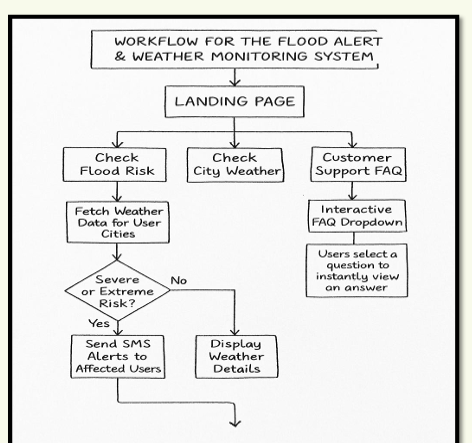 WORKFLOW FOR THE FLOOD ALERT
& WEATHER MONITORING SYSTEM
LANDING PAGE
Check
Flood Risk
Check
City Weather
Customer
Support FAQ
Fetch Weather
Data for User
Cities
Interactive
FAQ Dropdown
Users select a
question to
instantly view
an answer
Severe
or Extreme
Risk?
No
Yes
Send SMS
Alerts to
Affected Users
Display
Weather
Details